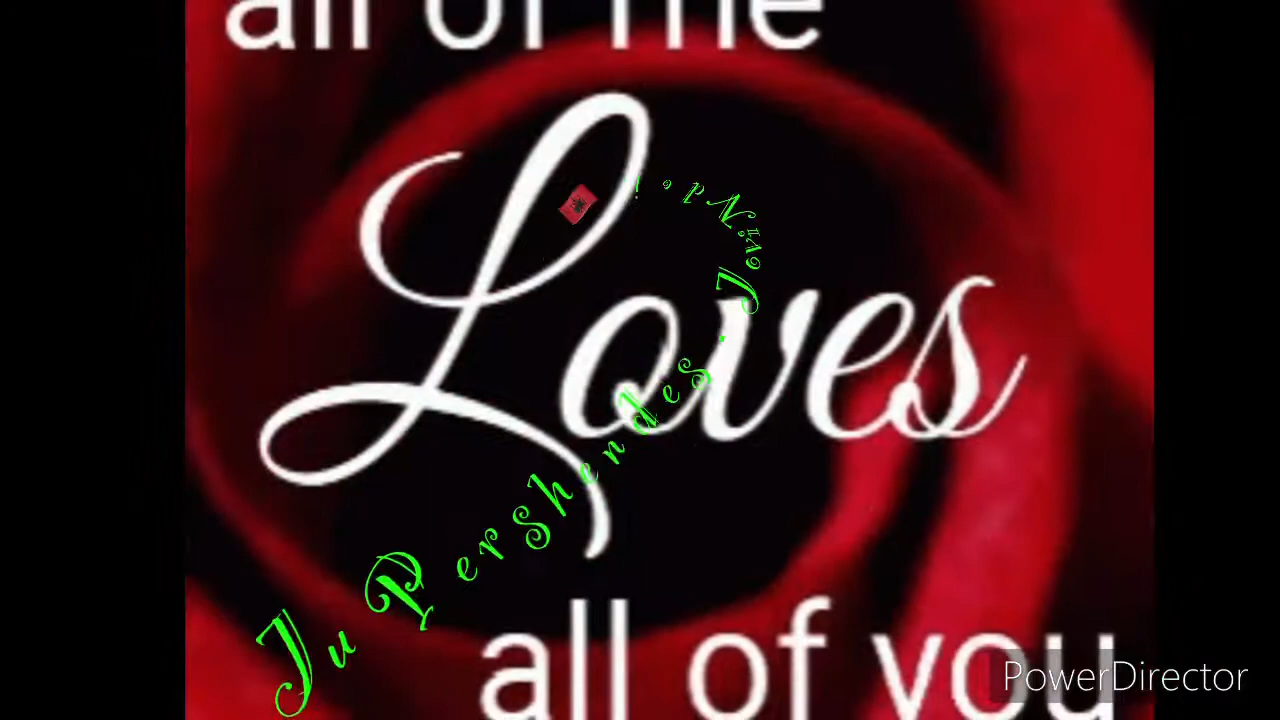 all of me
Loves
all of you
Ju PerShendes . Jo
PowerDirector